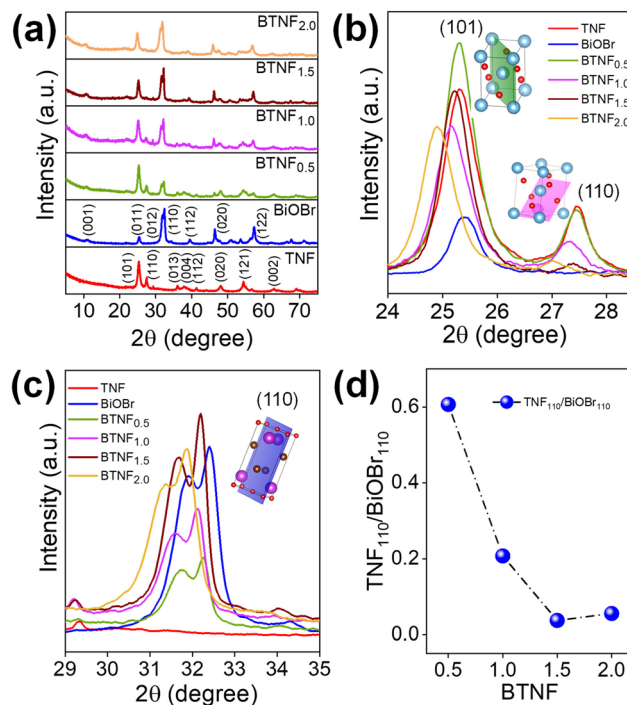 (a)
BTNF2.0
BTNF1.5
BTNF1.0
BTNF0.5
BiOBr
(001)
(011)
(012)
(110)
(112)
(020)
(122)
TNF
(101)
(110)
(013)
(004)
(112)
(020)
(121)
(002)
Intensity (a.u.)
10 20 30 40 50 60 70
2θ (degree)
(b)
(101)
(110)
TNF
BiOBr
BTNF0.5
BTNF1.0
BTNF1.5
BTNF2.0
Intensity (a.u.)
24 25 26 27 28
2θ (degree)
(c)
TNF
BiOBr
BTNF0.5
BTNF1.0
BTNF1.5
BTNF2.0
(110)
Intensity (a.u.)
29 30 31 32 33 34 35
2θ (degree)
(d)
TNF110/BiOBr110
TNF110/BiOBr110
0.6
0.4
0.2
0.0
0.5 1.0 1.5 2.0
BTNF